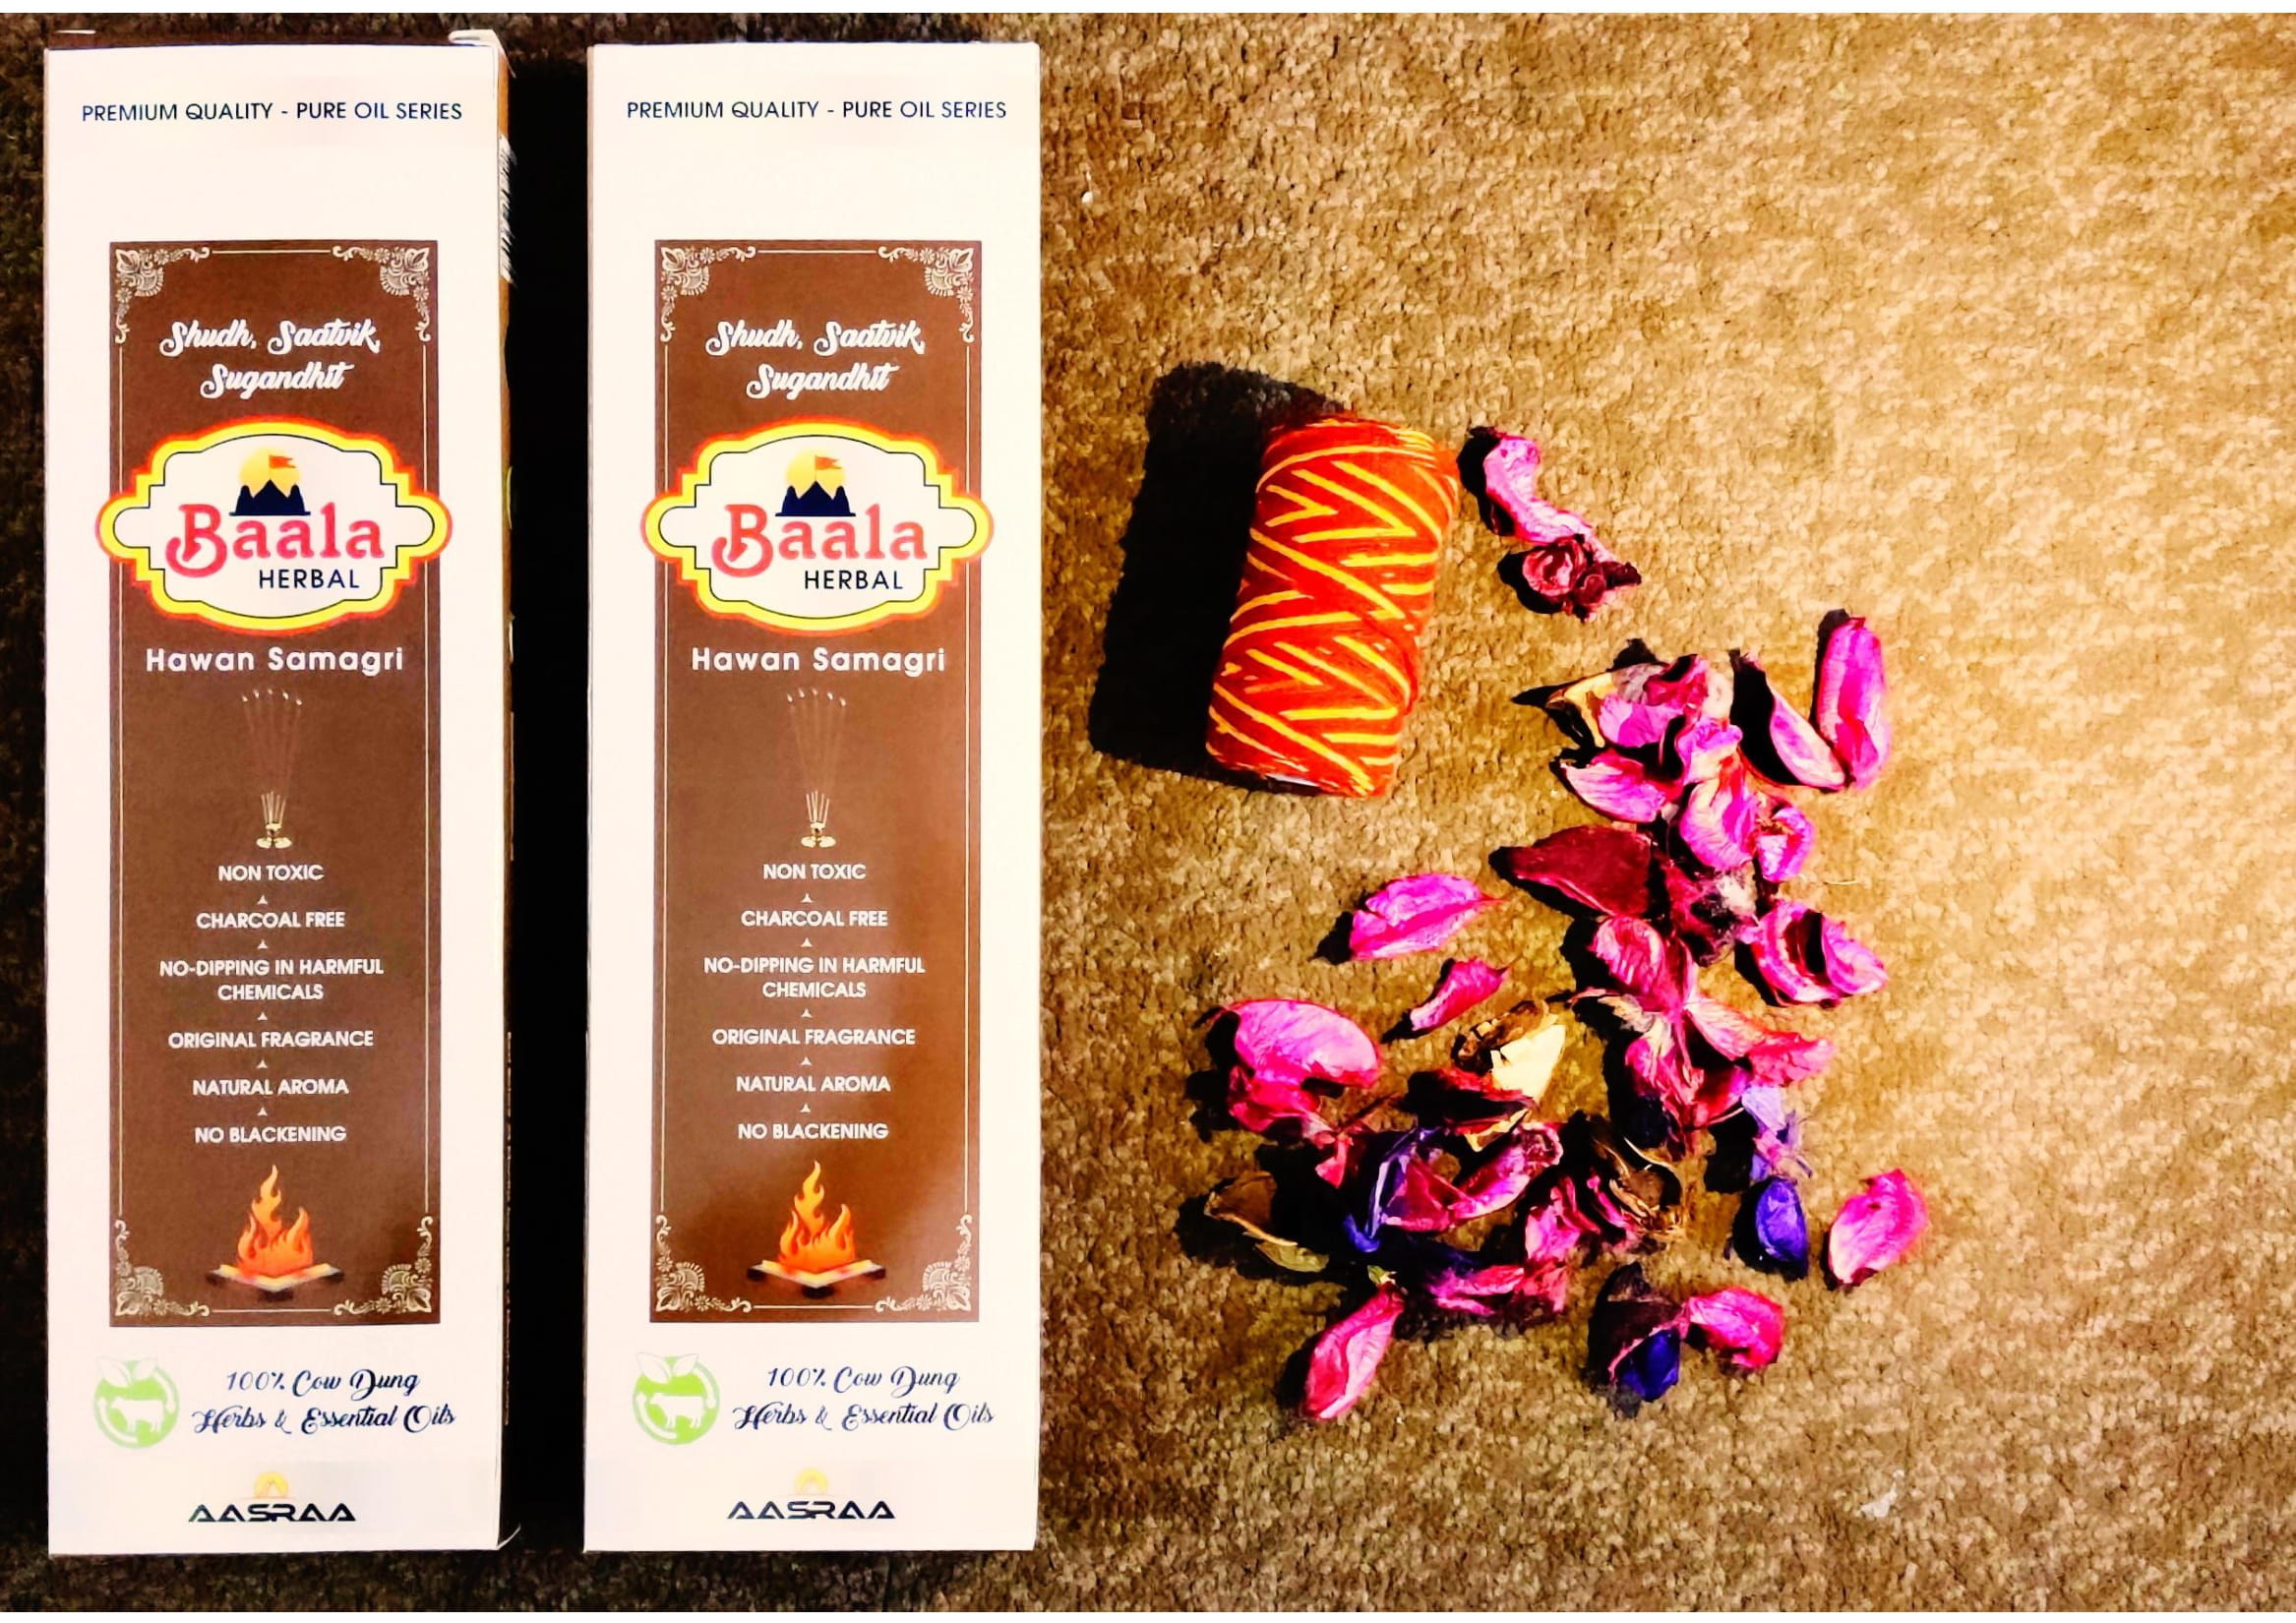 PREMIUM QUALITY - PURE OIL SERIES
Shudh, Saatvik,
Sugandhit
Baala
HERBAL
Hawan Samagri
NON TOXIC
CHARCOAL FREE
NO-DIPPING IN HARMFUL
CHEMICALS
ORIGINAL FRAGRANCE
NATURAL AROMA
NO BLACKENING
100% Cow Dung
Herbs & Essential Oils
AASRAA
PREMIUM QUALITY - PURE OIL SERIES
Shudh, Saatvik,
Sugandhit
Baala
HERBAL
Hawan Samagri
NON TOXIC
CHARCOAL FREE
NO-DIPPING IN HARMFUL
CHEMICALS
ORIGINAL FRAGRANCE
NATURAL AROMA
NO BLACKENING
100% Cow Dung
Herbs & Essential Oils
AASRAA